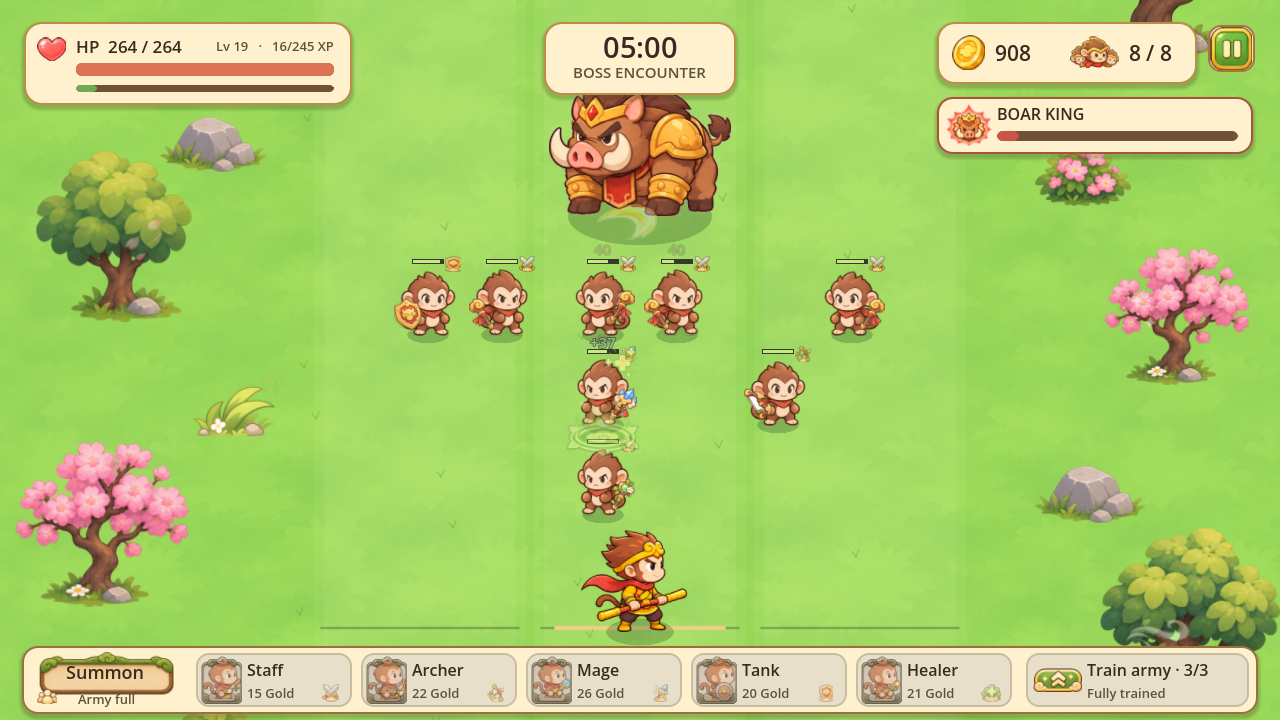 HP 264 / 264
Lv 19 · 16/245 XP
05:00
BOSS ENCOUNTER
908
8 / 8
BOAR KING
40
40
+37
Summon
Army full
Staff
15 Gold
Archer
22 Gold
Mage
26 Gold
Tank
20 Gold
Healer
21 Gold
Train army · 3/3
Fully trained